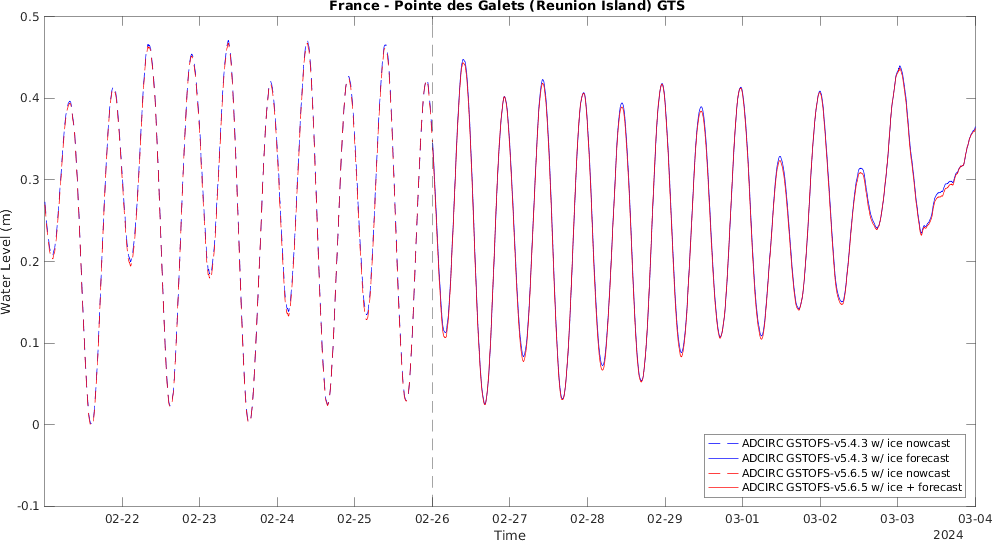 France - Pointe des Galets (Reunion Island) GTS
0.5
0.4
0.3
0.2
0.1
0
-0.1
Water Level (m)
02-22 02-23 02-24 02-25 02-26 02-27 02-28 02-29 03-01 03-02 03-03 03-04
Time
2024
ADCIRC GSTOFS-v5.4.3 w/ ice nowcast
ADCIRC GSTOFS-v5.4.3 w/ ice forecast
ADCIRC GSTOFS-v5.6.5 w/ ice nowcast
ADCIRC GSTOFS-v5.6.5 w/ ice + forecast